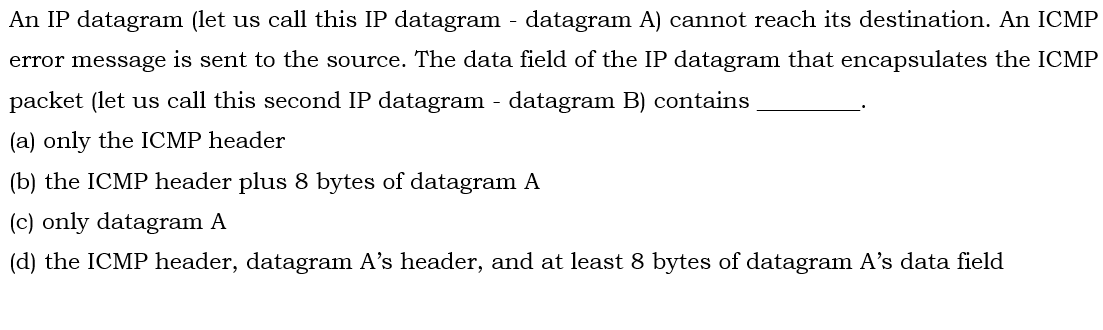 An IP datagram (let us call this IP datagram - datagram A) cannot reach its destination. An ICMP
error message is sent to the source. The data field of the IP datagram that encapsulates the ICMP
packet (let us call this second IP datagram - datagram B) contains ________.
(a) only the ICMP header
(b) the ICMP header plus 8 bytes of datagram A
(c) only datagram A
(d) the ICMP header, datagram A’s header, and at least 8 bytes of datagram A’s data field